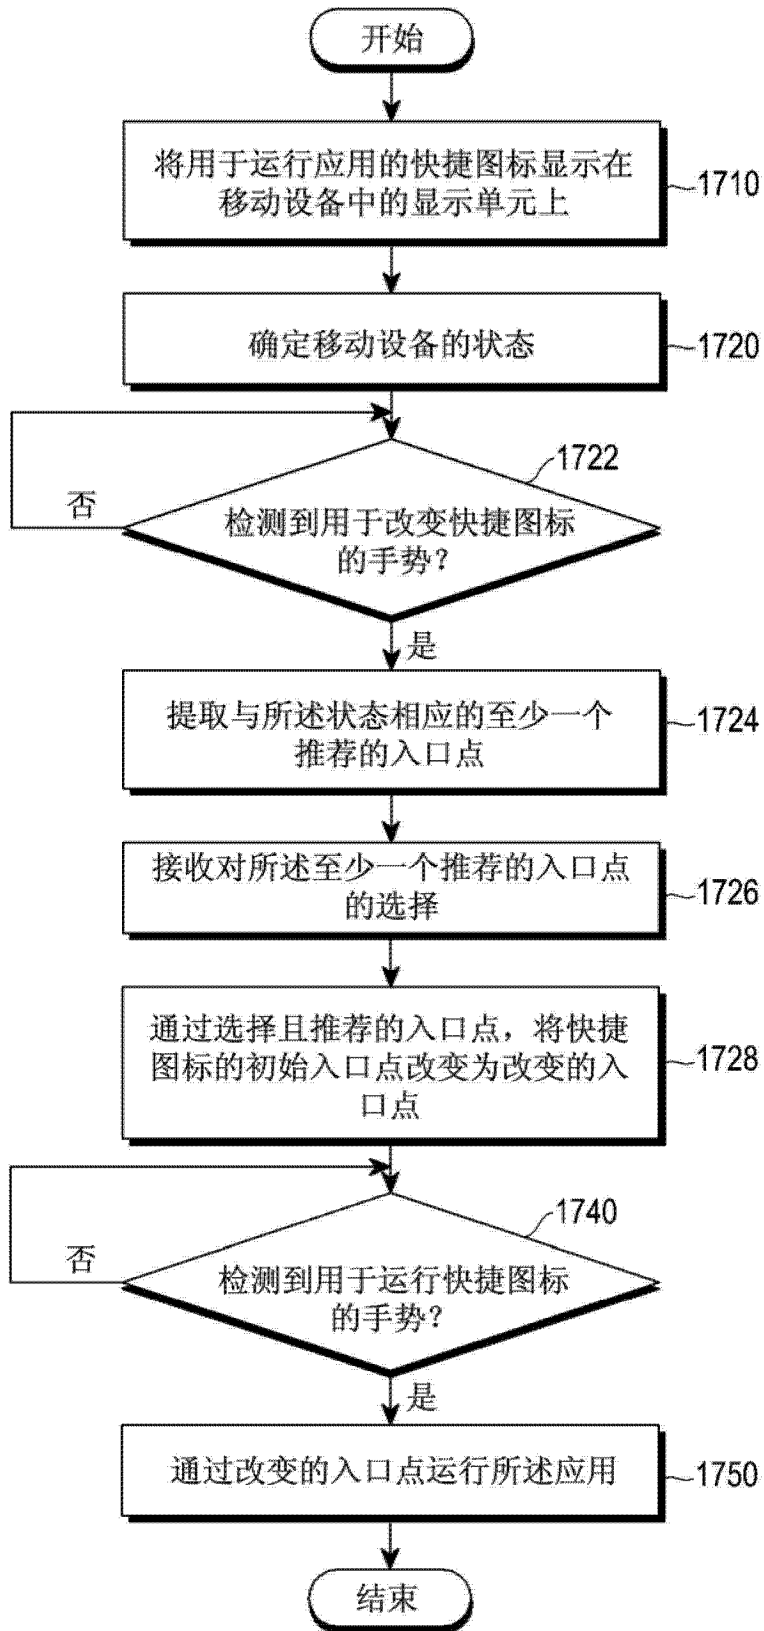 开始
将用于运行应用的快捷图标显示在
移动设备中的显示单元上
1710
确定移动设备的状态
1720
1722
检测到用于改变快捷图标
的手势?
否
是
提取与所述状态相应的至少一个
推荐的入口点
1724
接收对所述至少一个推荐的入口点
的选择
1726
通过选择且推荐的入口点，将快捷
图标的初始入口点改变为改变的入
口点
1728
1740
检测到用于运行快捷图标
的手势?
否
是
通过改变的入口点运行所述应用
1750
结束